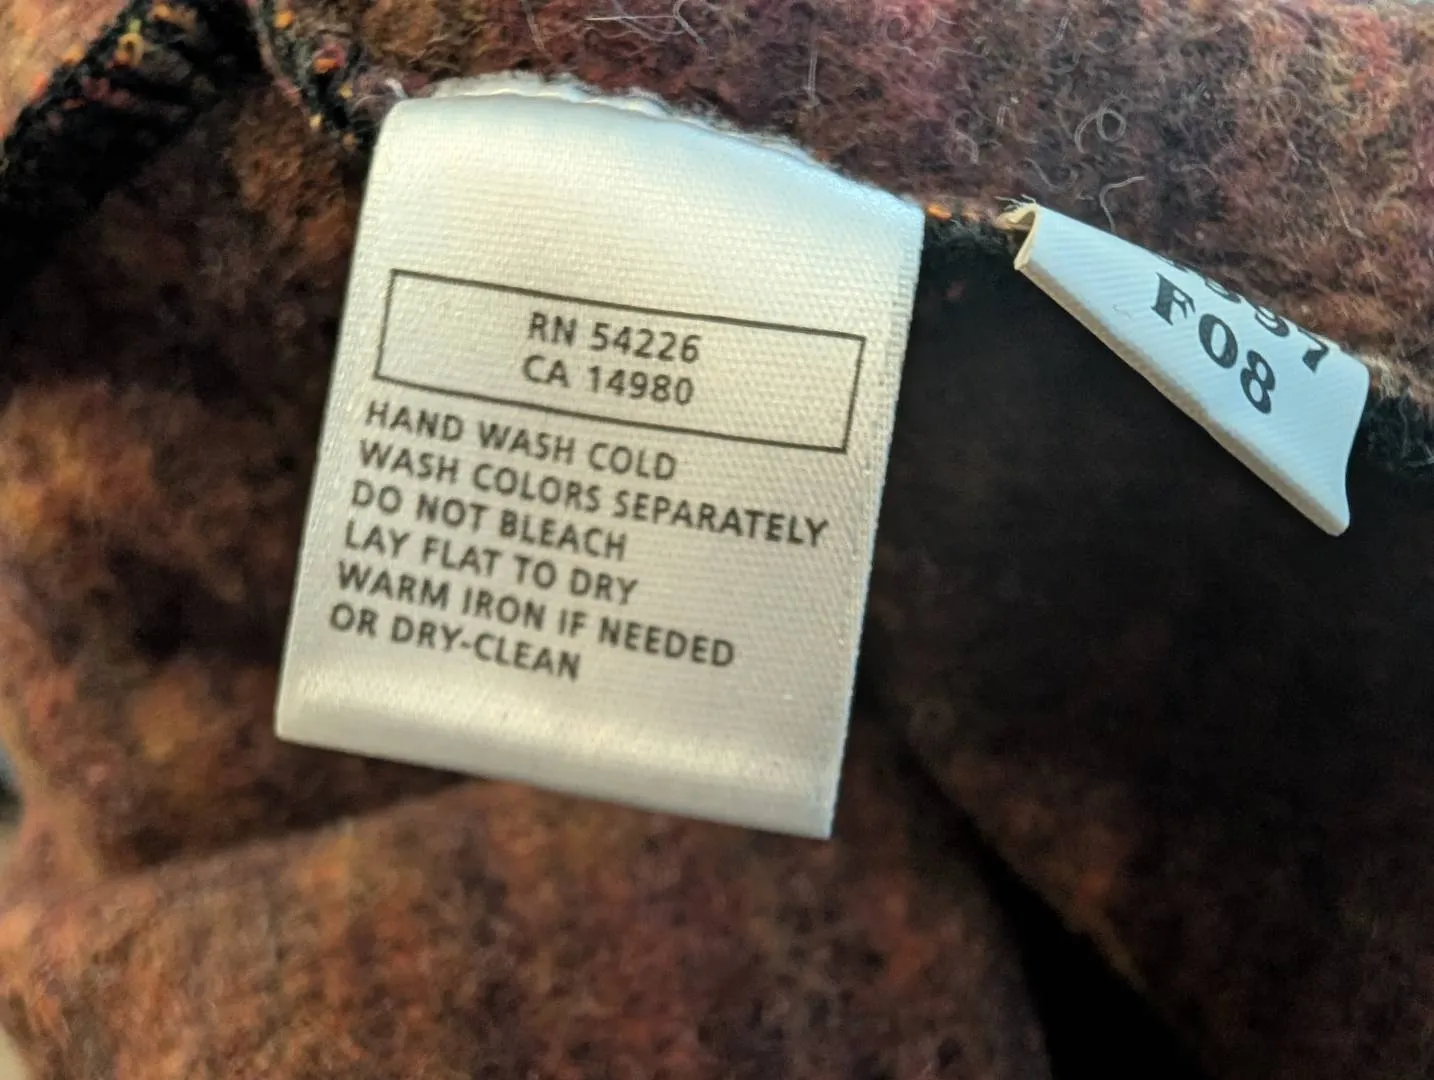 RN 54226
CA 14980
HAND WASH COLD
WASH COLORS SEPARATELY
DO NOT BLEACH
LAY FLAT TO DRY
WARM IRON IF NEEDED
OR DRY-CLEAN
F08